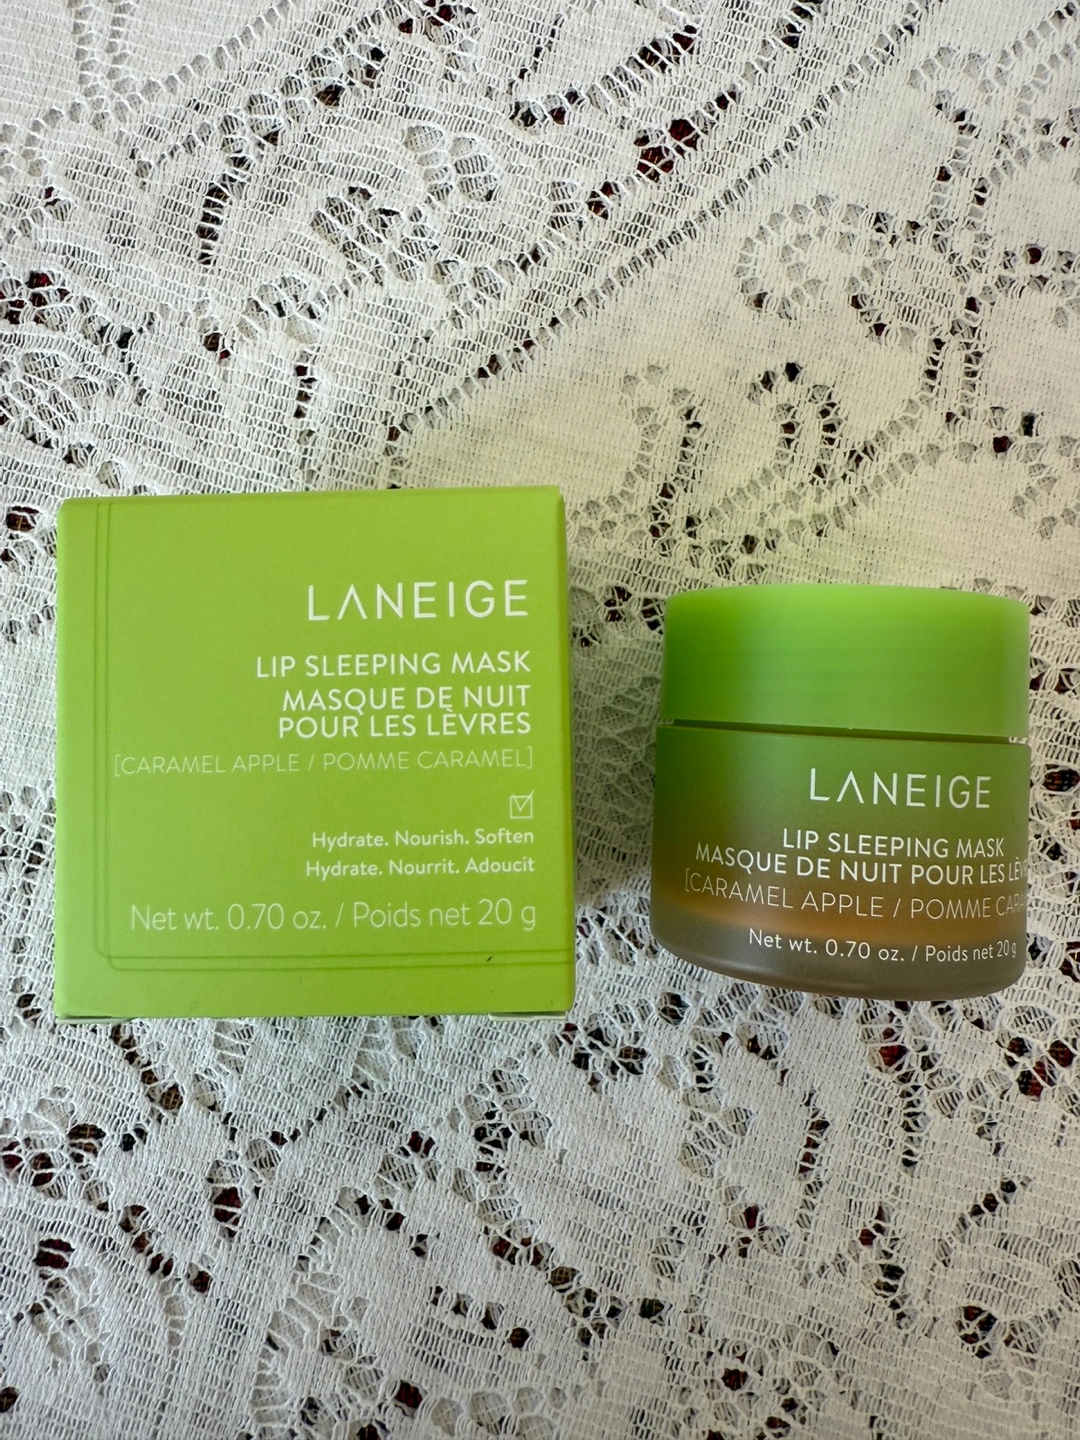 LANEIGE
LIP SLEEPING MASK
MASQUE DE NUIT
POUR LES LÈVRES
[CARAMEL APPLE / POMME CARAMEL]
Hydrate. Nourish. Soften
Hydrate. Nourrit. Adoucit
Net wt. 0.70 oz. / Poids net 20 g
LANEIGE
LIP SLEEPING MASK
MASQUE DE NUIT POUR LES
[CARAMEL APPLE / POMME
Net wt. 0.70 oz. / Poids net 20 g